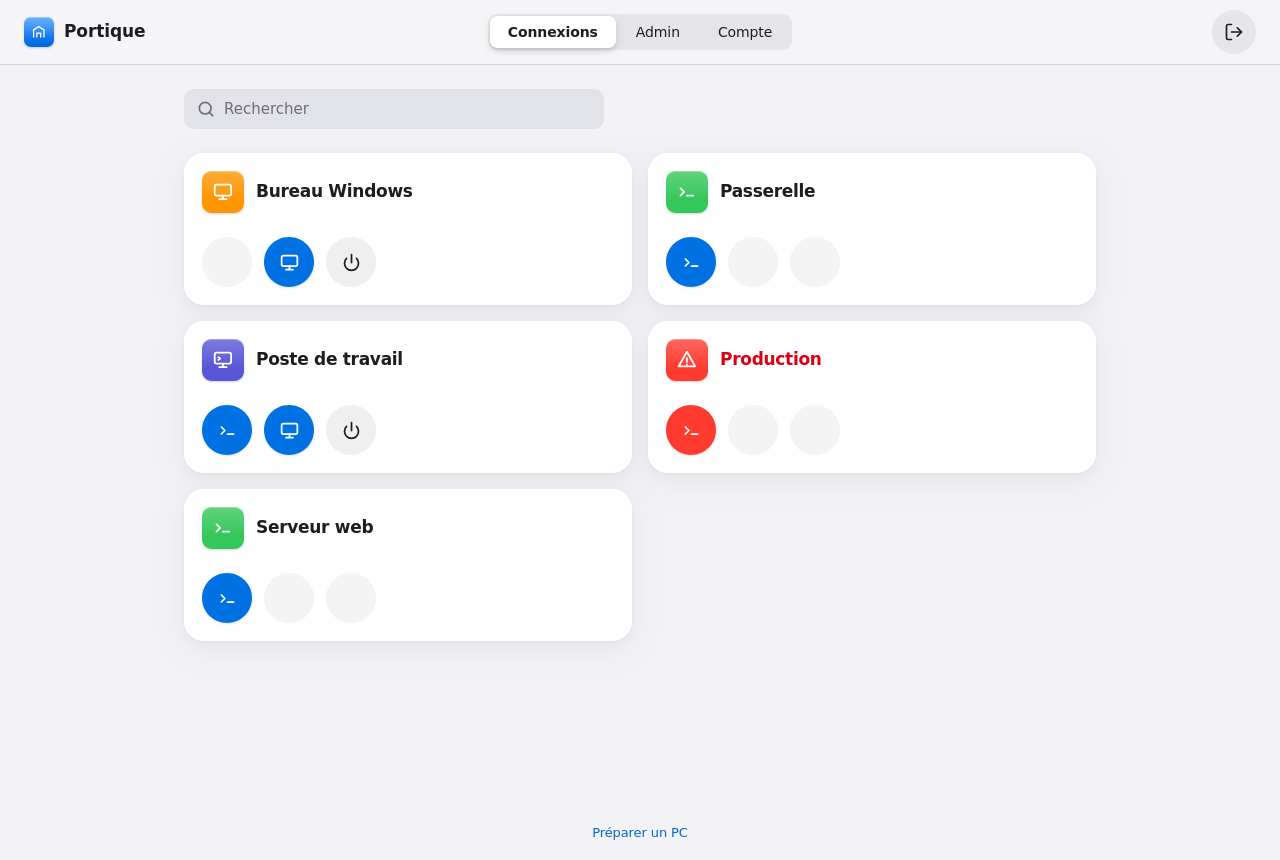 Portique
Connexions
Admin
Compte
Rechercher
Bureau Windows
Passerelle
Poste de travail
Production
Serveur web
Préparer un PC